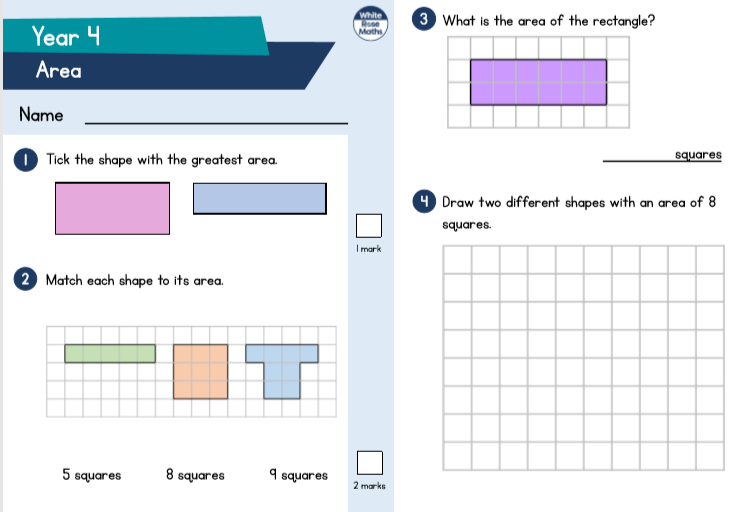 Year 4
Area
White
Rose
Maths
Name
1 Tick the shape with the greatest area.
1 mark
2 Match each shape to its area.
5 squares 8 squares 9 squares
2 marks
3 What is the area of the rectangle?
squares
4 Draw two different shapes with an area of 8
squares.